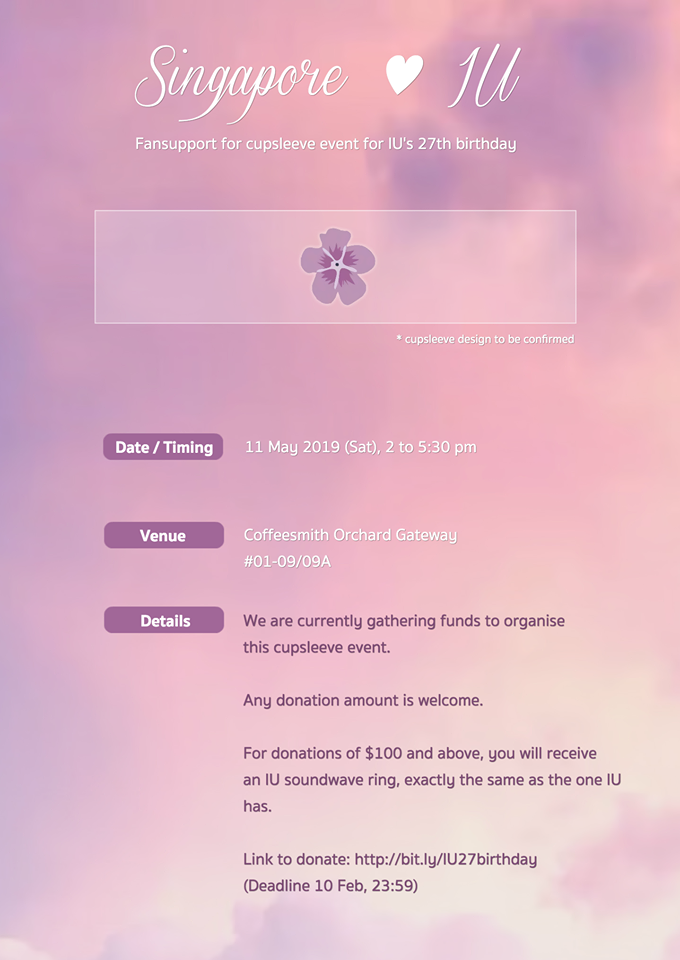 Singapore ♥ IU
Fansupport for cupsleeve event for IU's 27th birthday
* cupsleeve design to be confirmed
Date / Timing 11 May 2019 (Sat), 2 to 5:30 pm
Venue Coffeesmith Orchard Gateway
#01-09/09A
Details We are currently gathering funds to organise
this cupsleeve event.
Any donation amount is welcome.
For donations of $100 and above, you will receive
an IU soundwave ring, exactly the same as the one IU
has.
Link to donate: http://bit.ly/IU27birthday
(Deadline 10 Feb, 23:59)